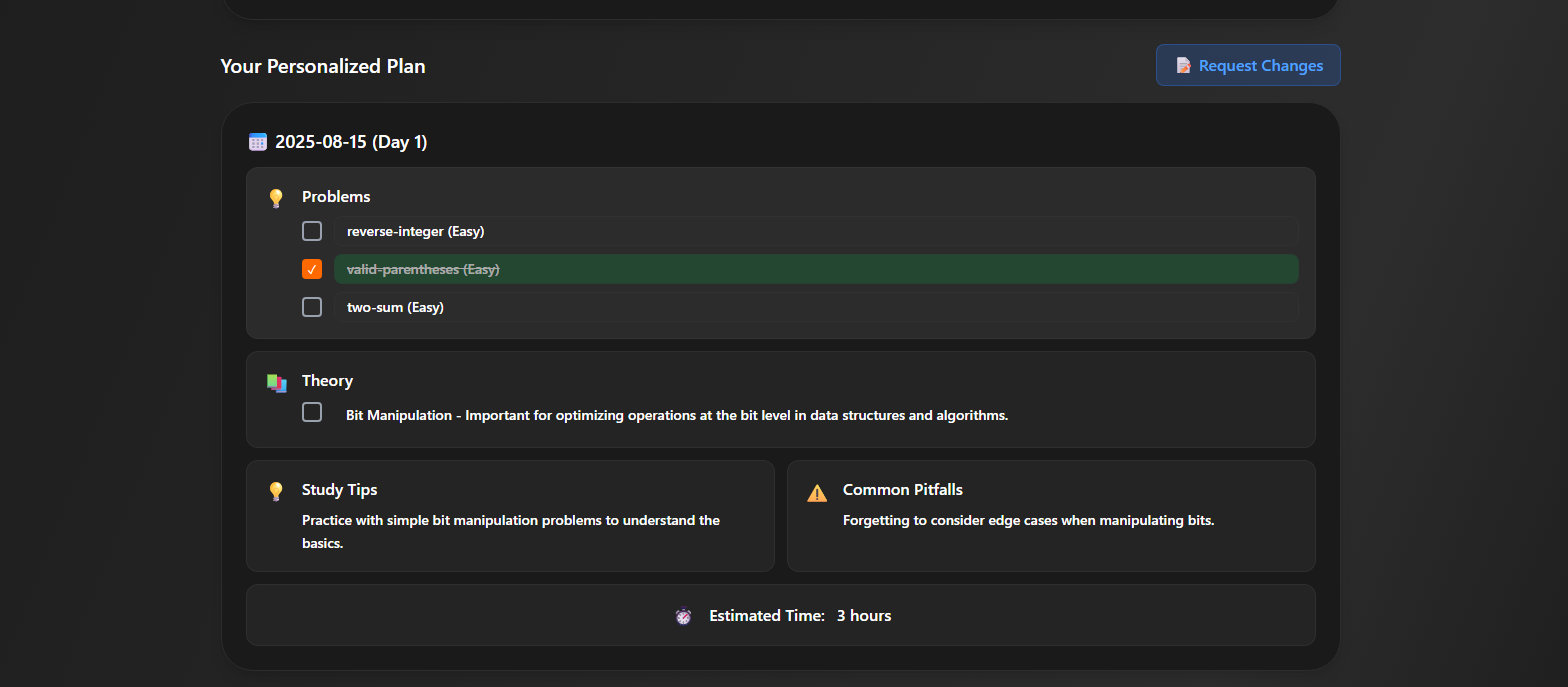 Your Personalized Plan
Request Changes
2025-08-15 (Day 1)
Problems
reverse-integer (Easy)
valid-parentheses (Easy)
two-sum (Easy)
Theory
Bit Manipulation - Important for optimizing operations at the bit level in data structures and algorithms.
Study Tips
Practice with simple bit manipulation problems to understand the
basics.
Common Pitfalls
Forgetting to consider edge cases when manipulating bits.
Estimated Time: 3 hours